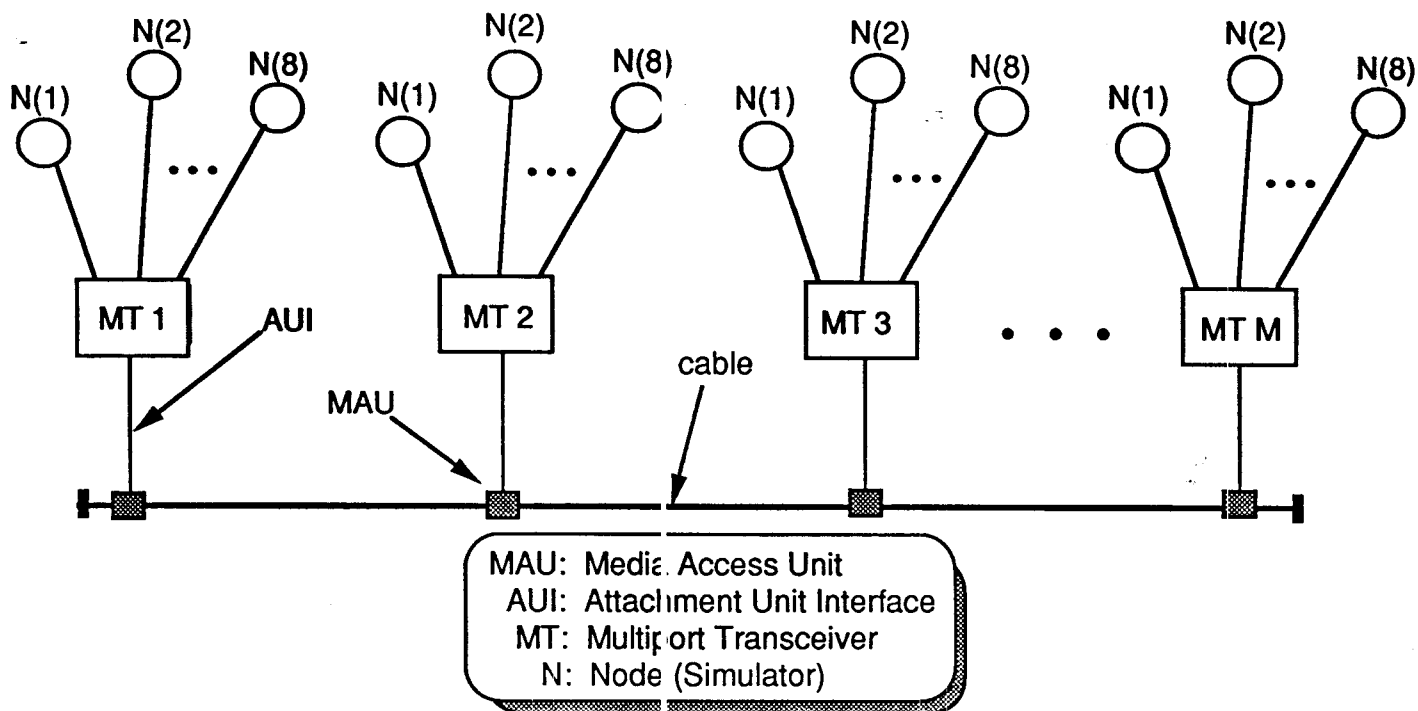 N(2)
N(2)
N(2)
N(2)
N(1)
N(8)
N(1)
N(8)
N(1)
N(8)
N(1)
N(8)
• • •
• • •
• • •
• • •
MT 1
MT 2
MT 3
MT M
AUI
• • •
cable
MAU
MAU: Media Access Unit
AUI: Attachment Unit Interface
MT: Multiport Transceiver
N: Node (Simulator)